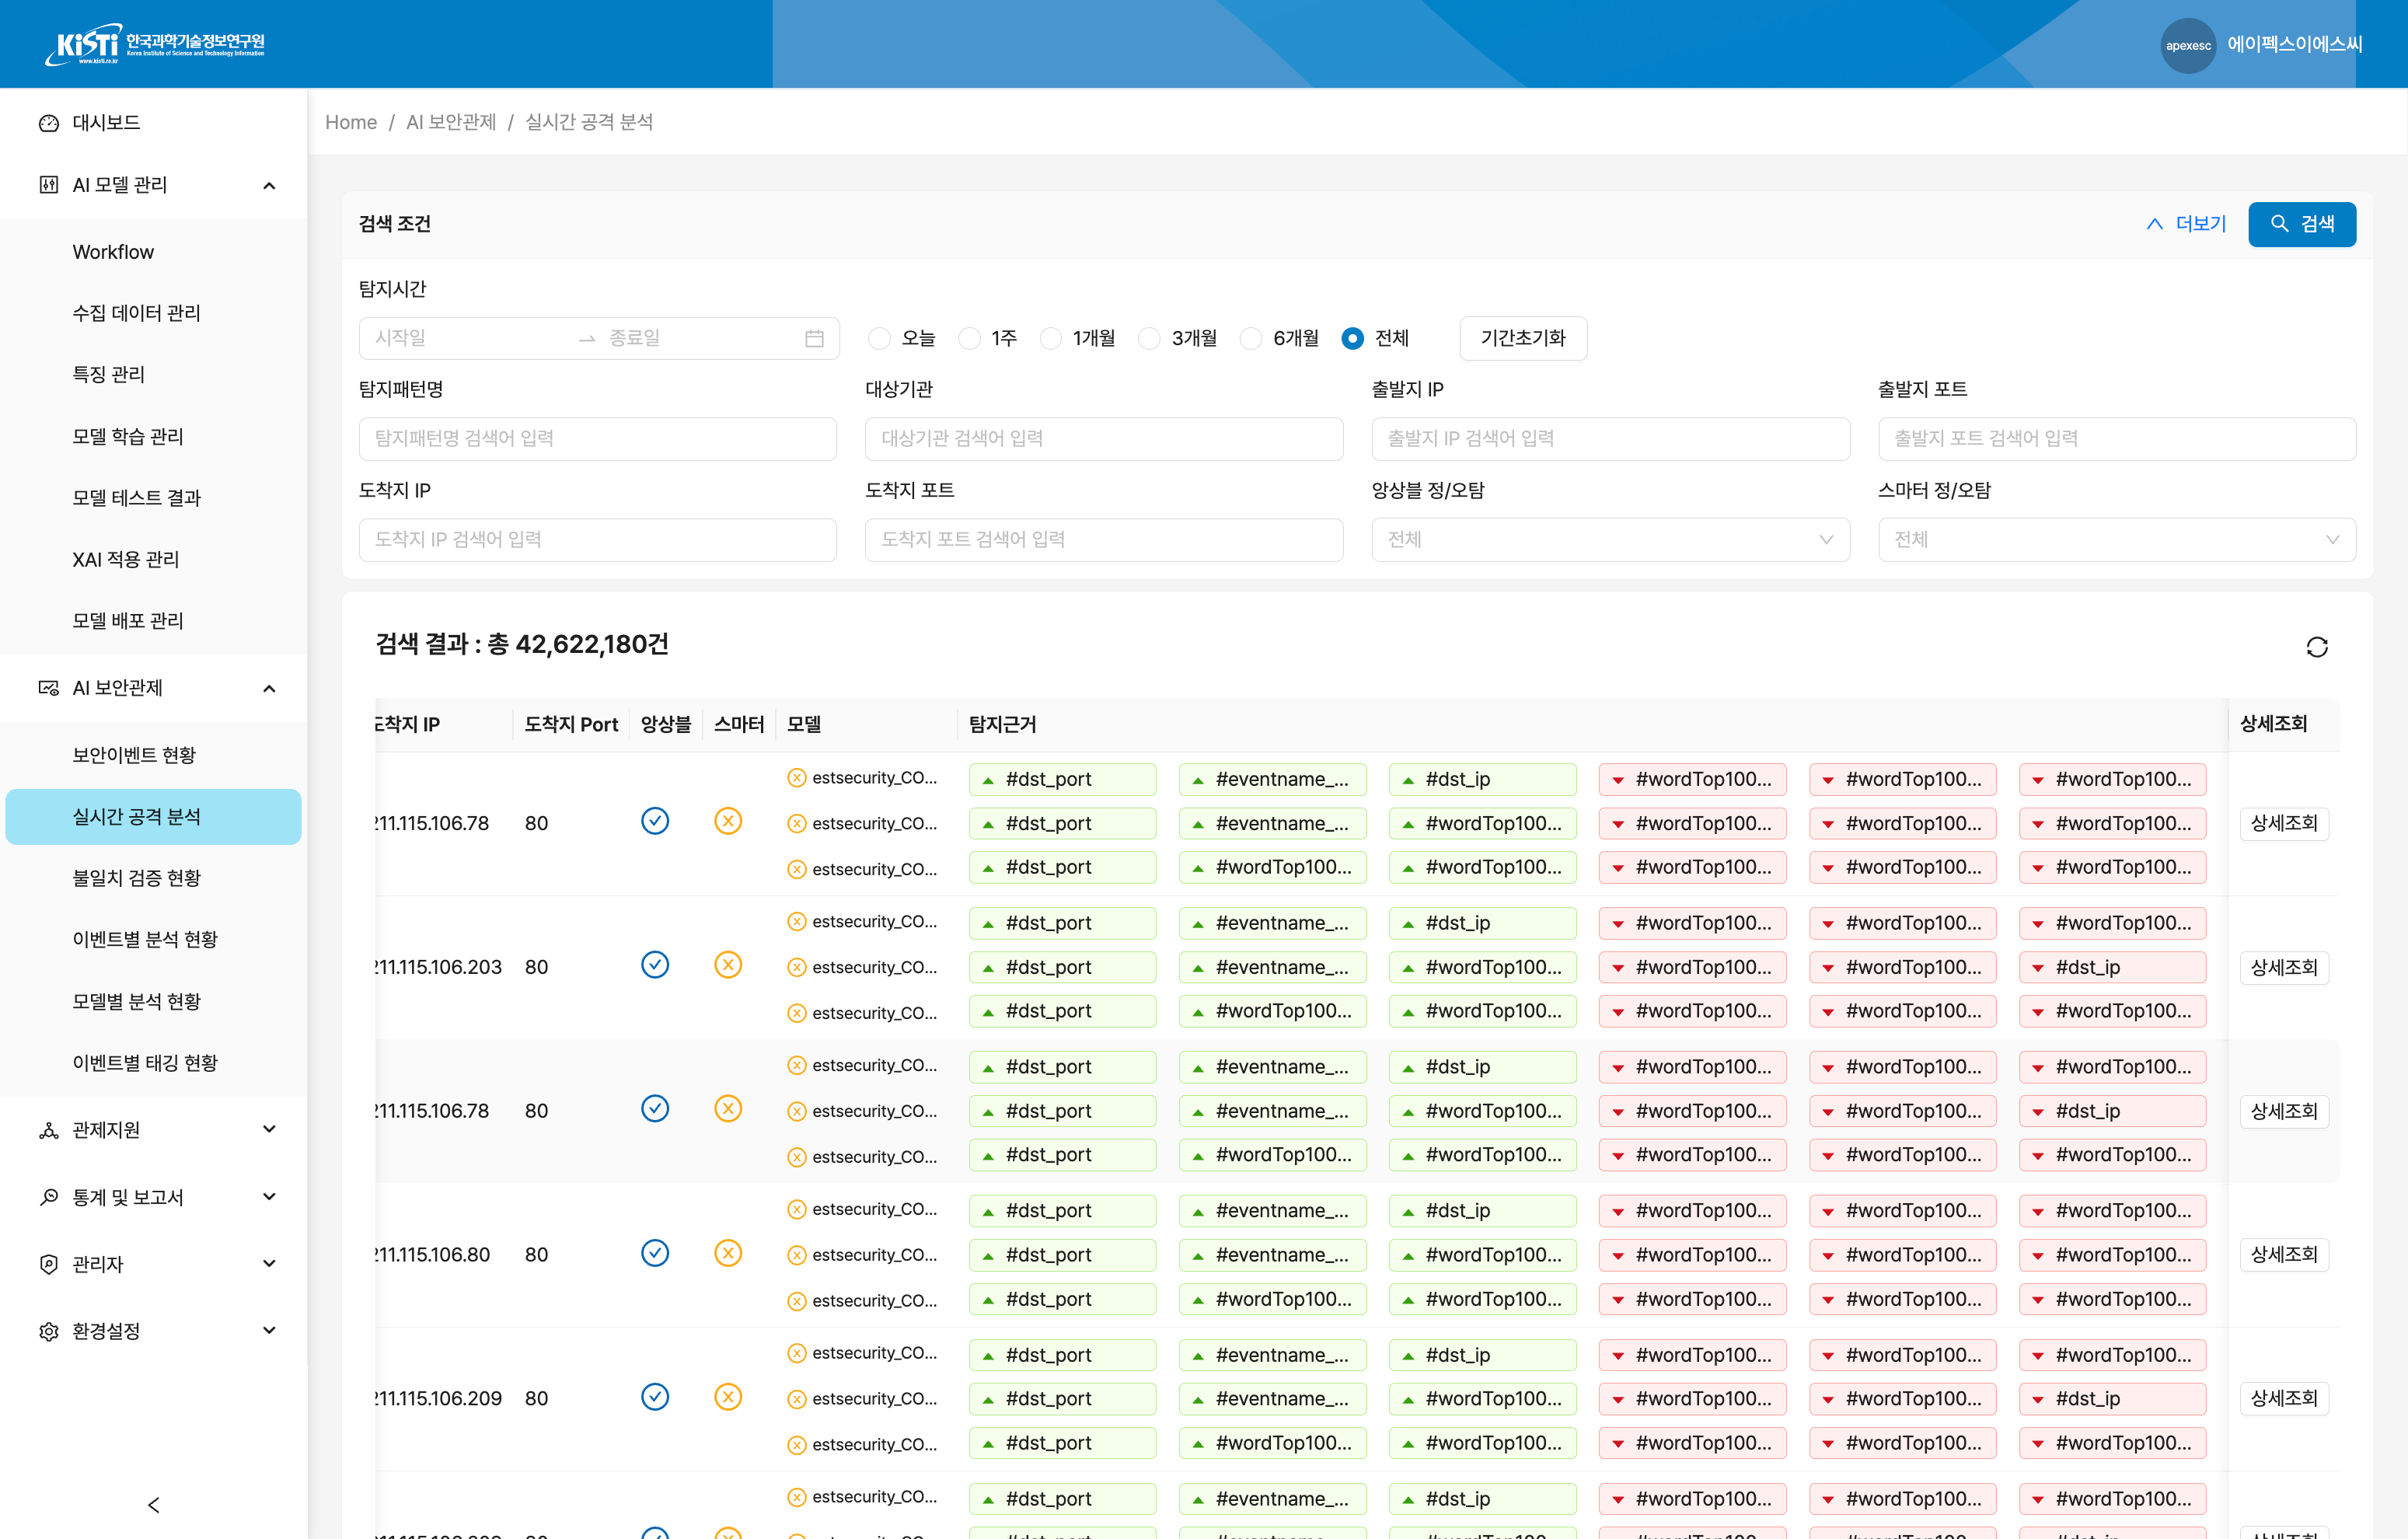 KiSTi 한국과학기술정보연구원
Korea Institute of Science and Technology Information
www.kisti.re.kr
apexesc 에이펙스이에스씨
대시보드
AI 모델 관리
Workflow
수집 데이터 관리
특징 관리
모델 학습 관리
모델 테스트 결과
XAI 적용 관리
모델 배포 관리
AI 보안관제
보안이벤트 현황
실시간 공격 분석
불일치 검증 현황
이벤트별 분석 현황
모델별 분석 현황
이벤트별 태깅 현황
관제지원
통계 및 보고서
관리자
환경설정
Home / AI 보안관제 / 실시간 공격 분석
검색 조건 더보기 검색
탐지시간
시작일 → 종료일 오늘 1주 1개월 3개월 6개월 전체 기간초기화
탐지패턴명 대상기관 출발지 IP 출발지 포트
탐지패턴명 검색어 입력 대상기관 검색어 입력 출발지 IP 검색어 입력 출발지 포트 검색어 입력
도착지 IP 도착지 포트 앙상블 정/오탐 스마터 정/오탐
도착지 IP 검색어 입력 도착지 포트 검색어 입력 전체 전체
검색 결과 : 총 42,622,180건
도착지 IP 도착지 Port 앙상블 스마터 모델 탐지근거 상세조회
estsecurity_CO... #dst_port #eventname_... #dst_ip #wordTop100... #wordTop100... #wordTop100...
211.115.106.78 80 estsecurity_CO... #dst_port #eventname_... #wordTop100... #wordTop100... #wordTop100... #wordTop100... 상세조회
estsecurity_CO... #dst_port #wordTop100... #wordTop100... #wordTop100... #wordTop100... #wordTop100...
estsecurity_CO... #dst_port #eventname_... #dst_ip #wordTop100... #wordTop100... #wordTop100...
211.115.106.203 80 estsecurity_CO... #dst_port #eventname_... #wordTop100... #wordTop100... #wordTop100... #dst_ip 상세조회
estsecurity_CO... #dst_port #wordTop100... #wordTop100... #wordTop100... #wordTop100... #wordTop100...
estsecurity_CO... #dst_port #eventname_... #dst_ip #wordTop100... #wordTop100... #wordTop100...
211.115.106.78 80 estsecurity_CO... #dst_port #eventname_... #wordTop100... #wordTop100... #wordTop100... #dst_ip 상세조회
estsecurity_CO... #dst_port #wordTop100... #wordTop100... #wordTop100... #wordTop100... #wordTop100...
estsecurity_CO... #dst_port #eventname_... #dst_ip #wordTop100... #wordTop100... #wordTop100...
211.115.106.80 80 estsecurity_CO... #dst_port #eventname_... #wordTop100... #wordTop100... #wordTop100... #wordTop100... 상세조회
estsecurity_CO... #dst_port #wordTop100... #wordTop100... #wordTop100... #wordTop100... #wordTop100...
estsecurity_CO... #dst_port #eventname_... #dst_ip #wordTop100... #wordTop100... #wordTop100...
211.115.106.209 80 estsecurity_CO... #dst_port #eventname_... #wordTop100... #wordTop100... #wordTop100... #dst_ip 상세조회
estsecurity_CO... #dst_port #wordTop100... #wordTop100... #wordTop100... #wordTop100... #wordTop100...
estsecurity_CO... #dst_port #eventname_... #dst_ip #wordTop100... #wordTop100... #wordTop100...